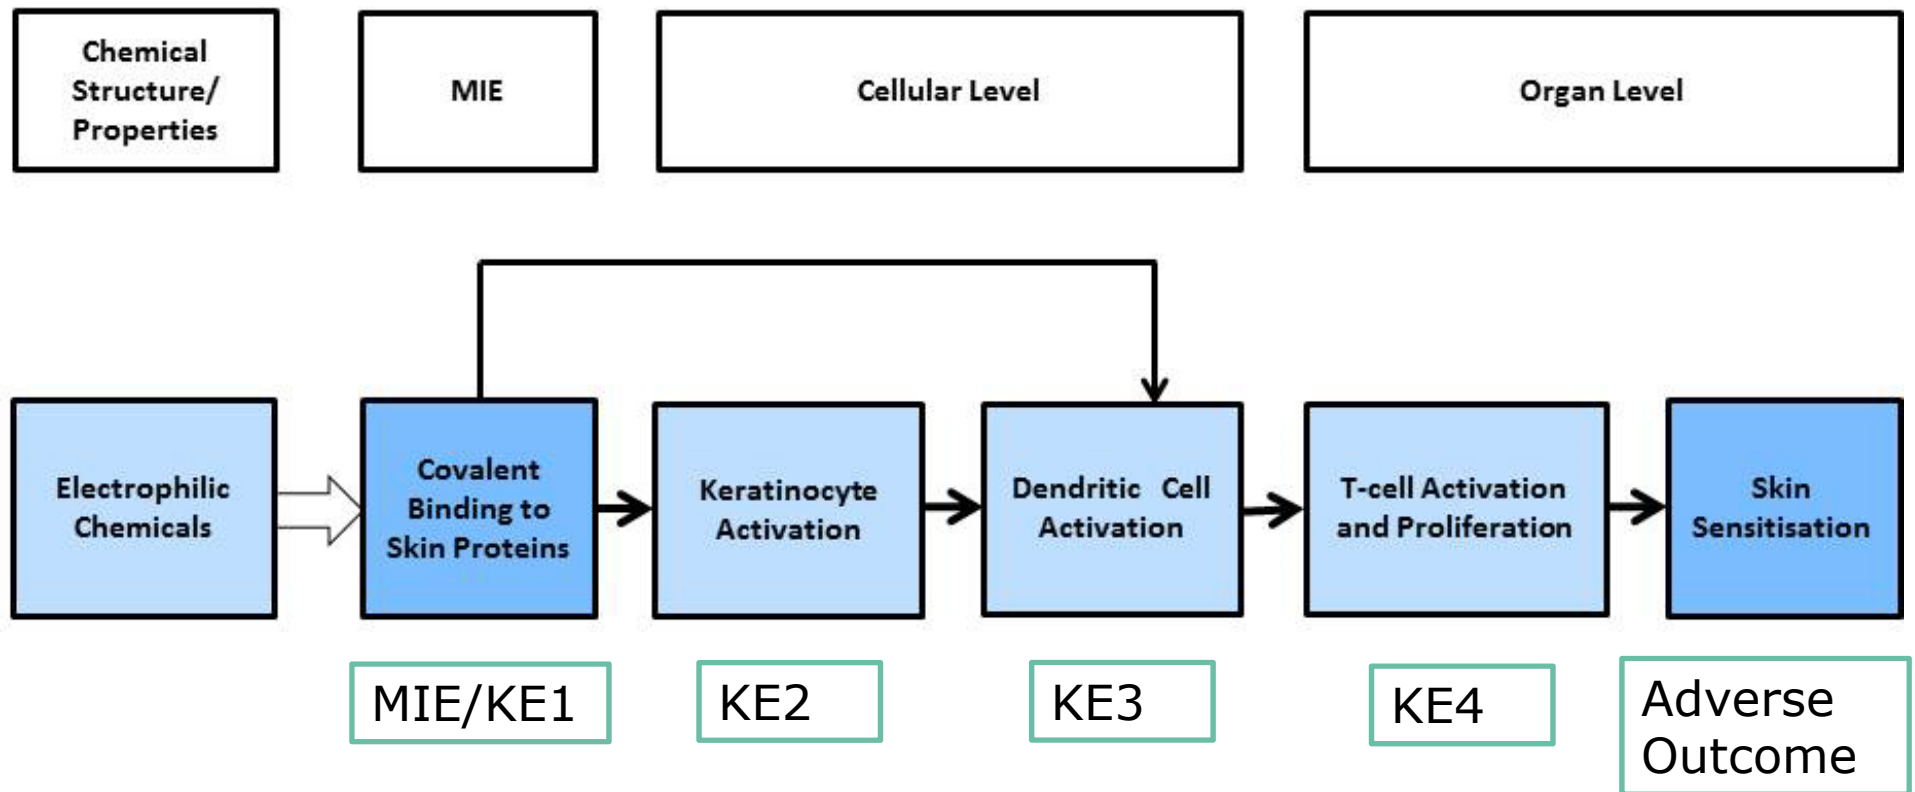 Chemical
Structure/
Properties
MIE
Cellular Level
Organ Level
Electrophilic
Chemicals
Covalent
Binding to
Skin Proteins
Keratinocyte
Activation
Dendritic Cell
Activation
T-cell Activation
and Proliferation
Skin
Sensitisation
MIE/KE1
KE2
KE3
KE4
Adverse
Outcome